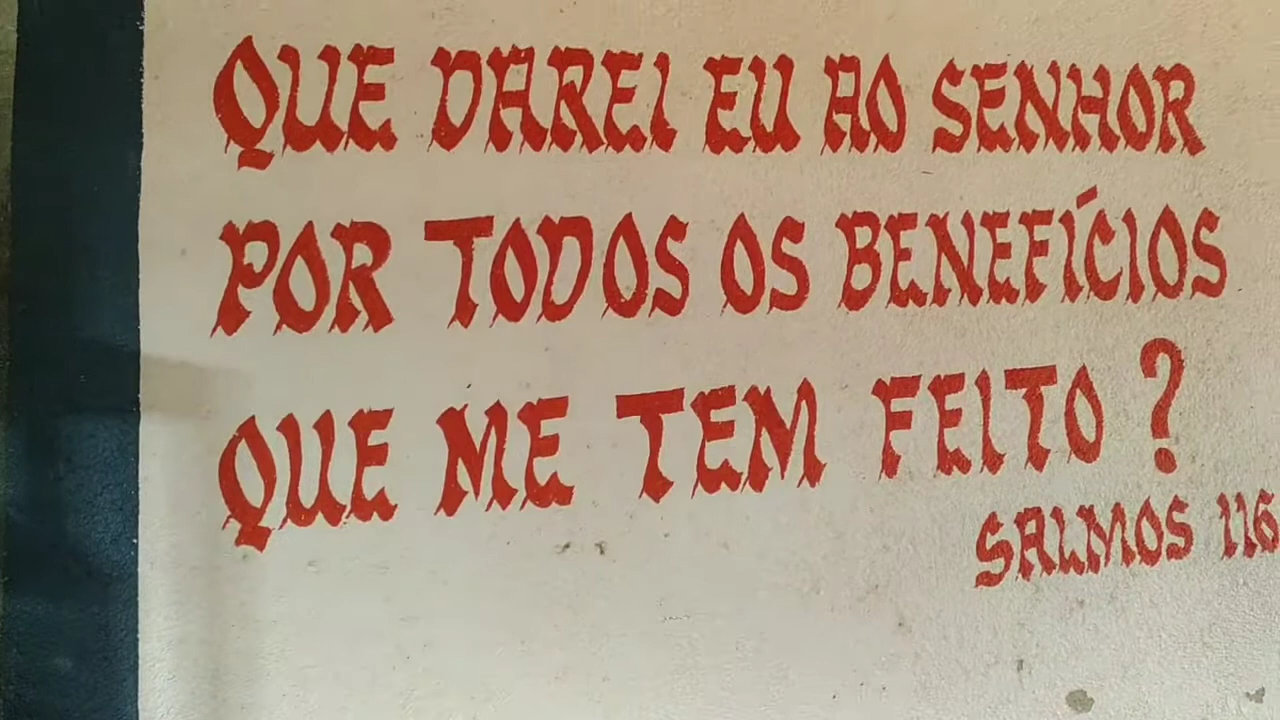 QUE DAREI EU AO SENHOR
POR TODOS OS BENEFÍCIOS
QUE ME TEM FEITO ?
SALMOS 116